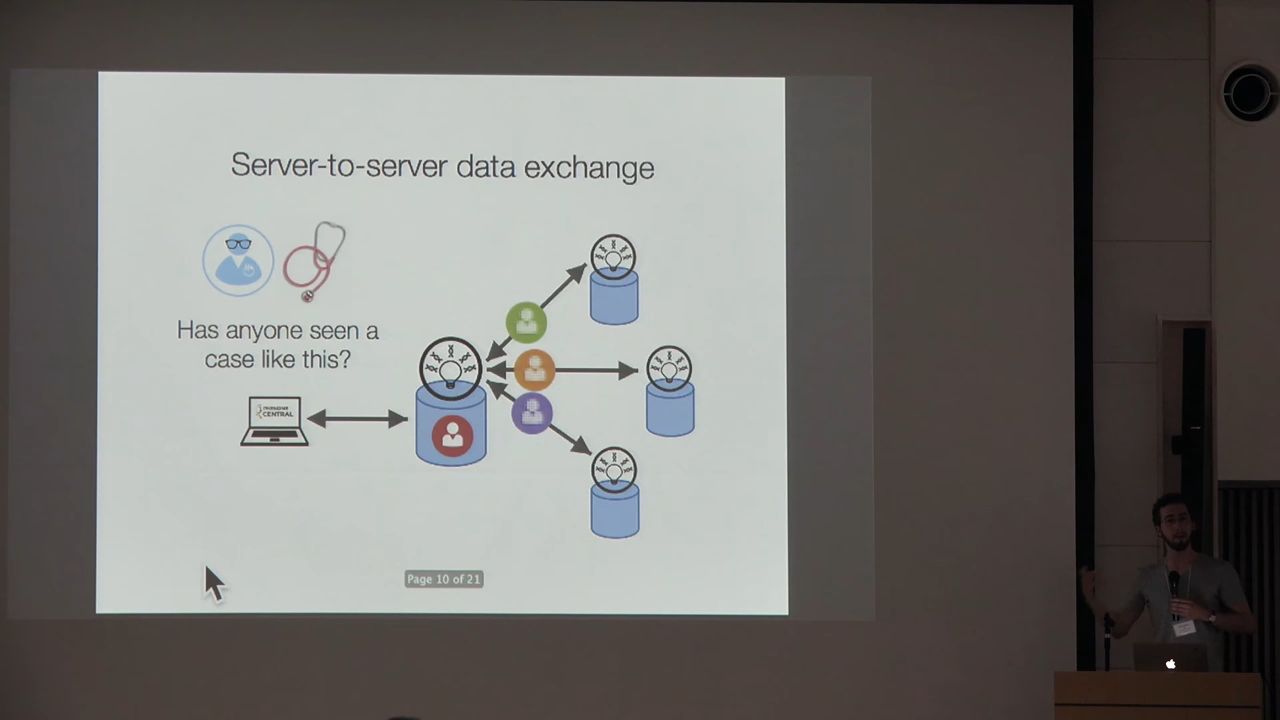 Server-to-server data exchange
Has anyone seen a
case like this?
CENTRAL
Page 10 of 21